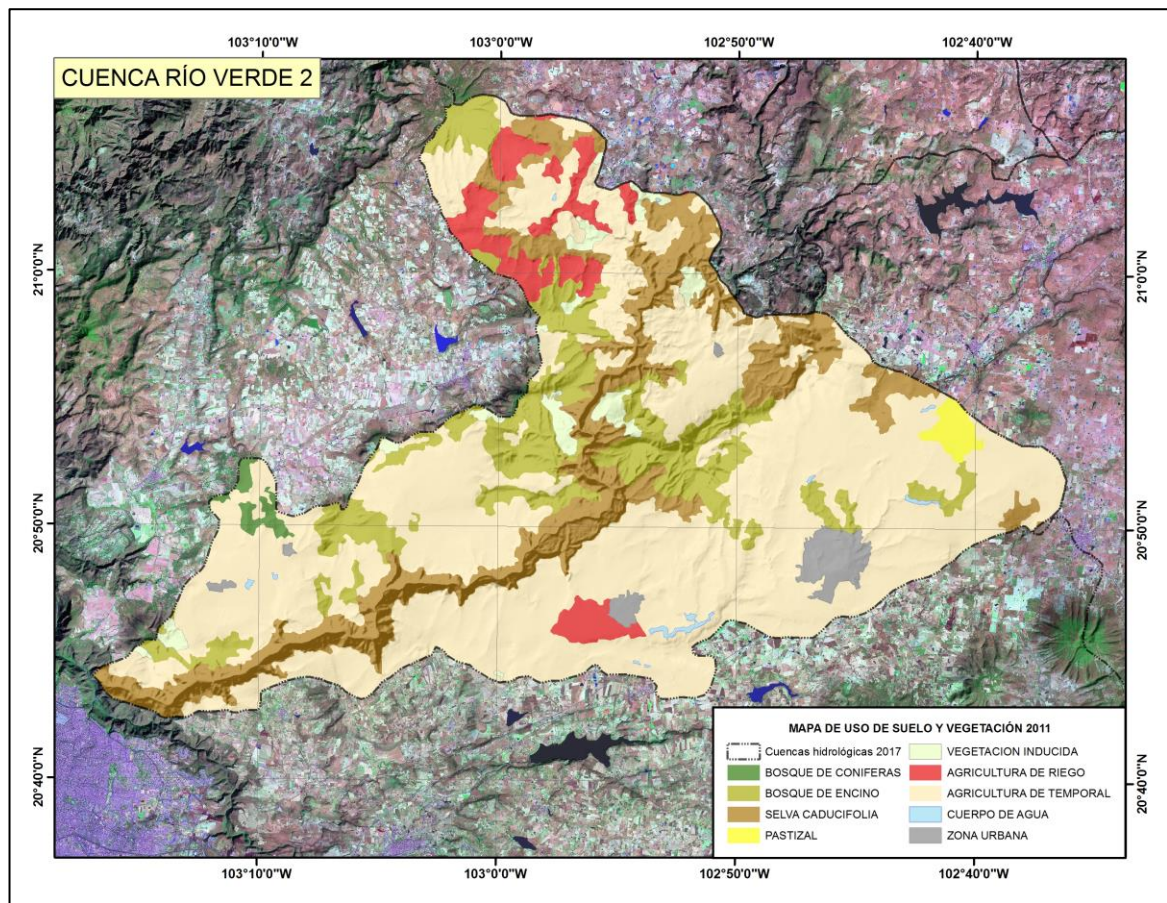 103°10'0"W
103°0'0"W
102°50'0"W
102°40'0"W
CUENCA RÍO VERDE 2
21°0'0"N
21°0'0"N
20°50'0"N
20°50'0"N
20°40'0"N
20°40'0"N
MAPA DE USO DE SUELO Y VEGETACIÓN 2011
Cuencas hidrológicas 2017
VEGETACION INDUCIDA
BOSQUE DE CONIFERAS
AGRICULTURA DE RIEGO
BOSQUE DE ENCINO
AGRICULTURA DE TEMPORAL
SELVA CADUCIFOLIA
CUERPO DE AGUA
PASTIZAL
ZONA URBANA
103°10'0"W
103°0'0"W
102°50'0"W
102°40'0"W